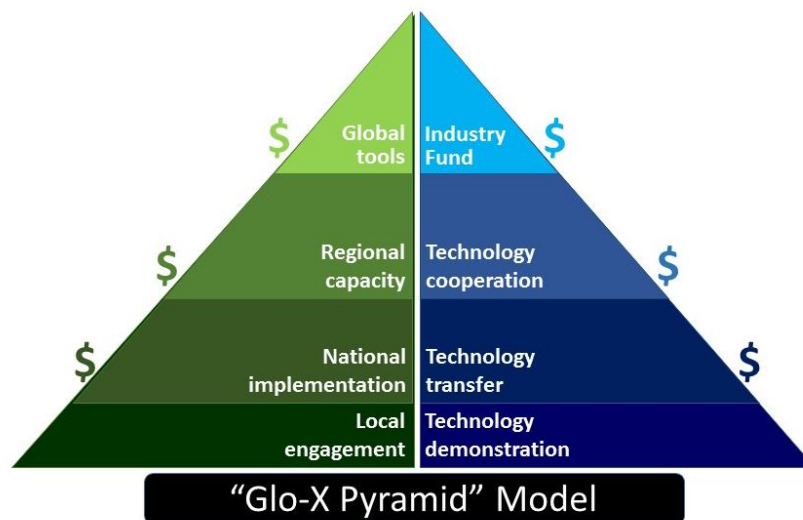 $
Global
tools
Industry
Fund
$
$
Regional
capacity
Technology
cooperation
$
$
National
implementation
Technology
transfer
$
Local
engagement
Technology
demonstration
“Glo-X Pyramid” Model